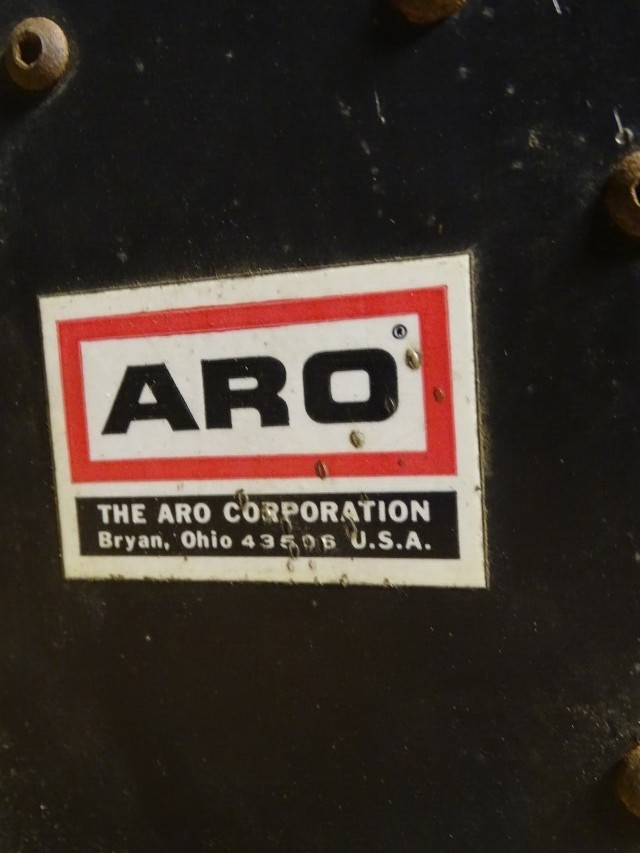 ARO®
THE ARO CORPORATION
Bryan, Ohio 43506 U.S.A.